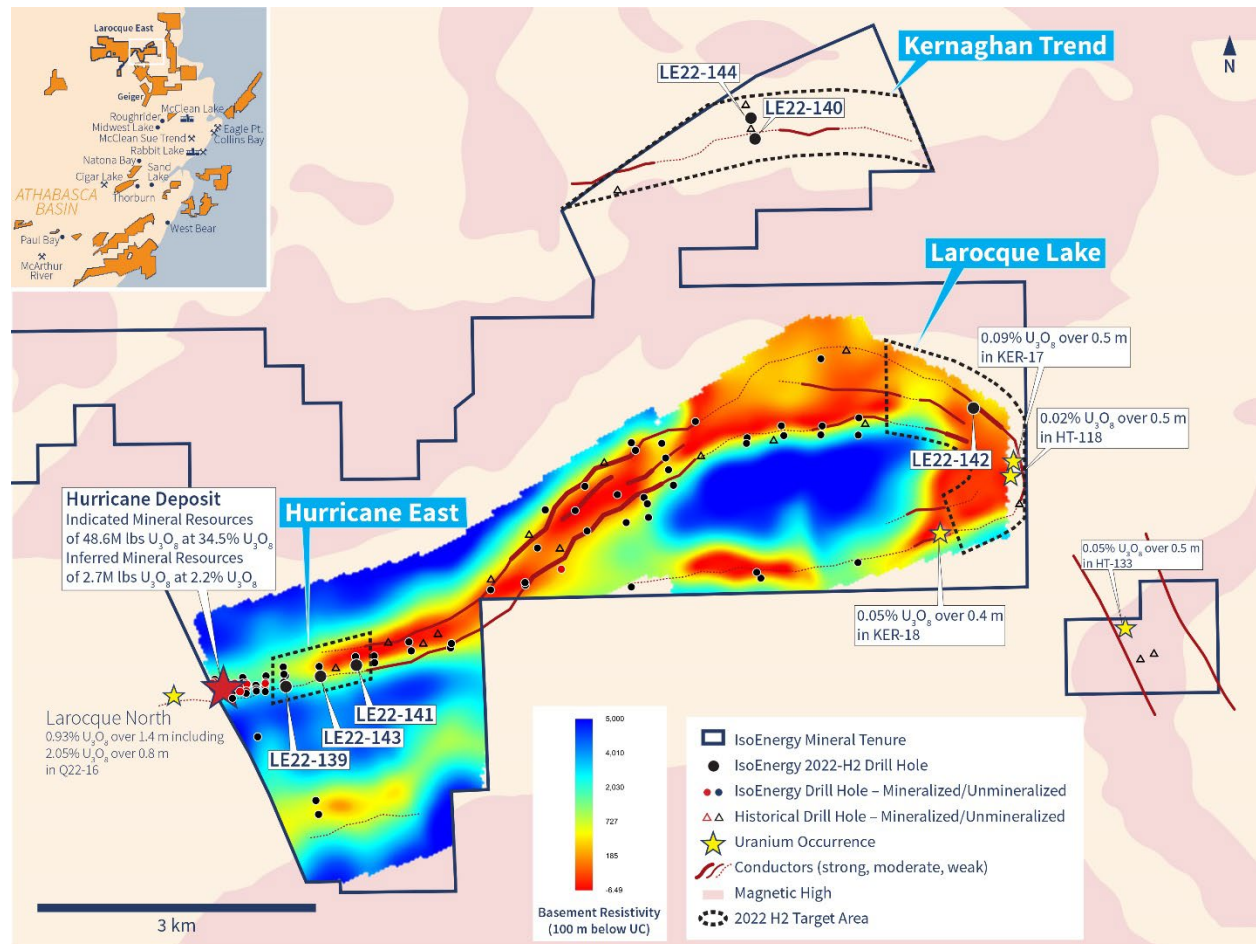 Larocque East
Geiger
McClean Lake
Roughrider
Midwest Lake
McClean Sue Trend
Eagle Pt.
Collins Bay
Rabbit Lake
Natona Bay
Sand
Lake
Cigar Lake
Thorburn
ATHABASCA
BASIN
West Bear
Paul Bay
McArthur
River
Kernaghan Trend
N
LE22-144
LE22-140
Larocque Lake
0.09% U3O8 over 0.5 m
in KER-17
0.02% U3O8 over 0.5 m
in HT-118
LE22-142
Hurricane Deposit
Indicated Mineral Resources
of 48.6M lbs U3O8 at 34.5% U3O8
Inferred Mineral Resources
of 2.7M lbs U3O8 at 2.2% U3O8
Hurricane East
0.05% U3O8 over 0.5 m
in HT-133
0.05% U3O8 over 0.4 m
in KER-18
Larocque North
0.93% U3O8 over 1.4 m including
2.05% U3O8 over 0.8 m
in Q22-16
LE22-141
LE22-143
LE22-139
5,000
4,010
2,030
727
185
-6.49
Basement Resistivity
(100 m below UC)
IsoEnergy Mineral Tenure
IsoEnergy 2022-H2 Drill Hole
IsoEnergy Drill Hole – Mineralized/Unmineralized
Historical Drill Hole – Mineralized/Unmineralized
Uranium Occurrence
Conductors (strong, moderate, weak)
Magnetic High
2022 H2 Target Area
3 km